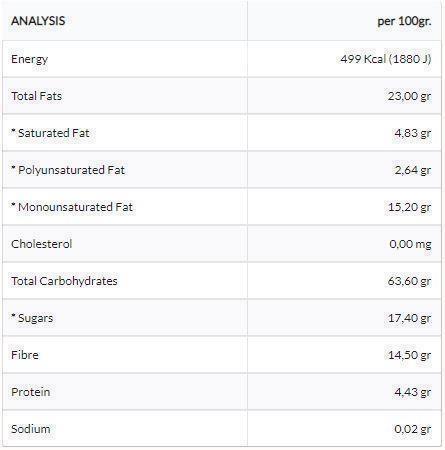 ANALYSIS per 100gr.
Energy 499 Kcal (1880 J)
Total Fats 23,00 gr
* Saturated Fat 4,83 gr
* Polyunsaturated Fat 2,64 gr
* Monounsaturated Fat 15,20 gr
Cholesterol 0,00 mg
Total Carbohydrates 63,60 gr
* Sugars 17,40 gr
Fibre 14,50 gr
Protein 4,43 gr
Sodium 0,02 gr